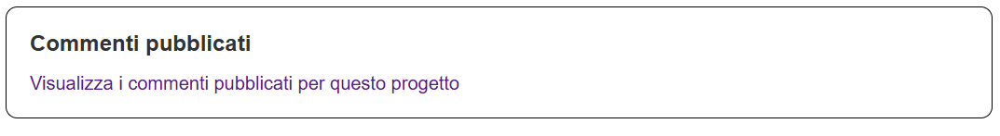 Commenti pubblicati
Visualizza i commenti pubblicati per questo progetto